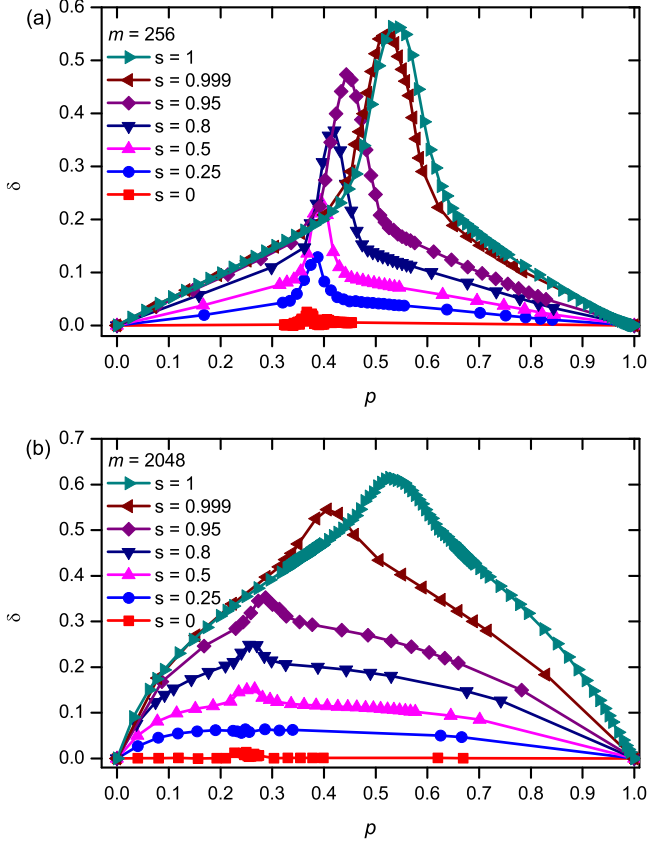 (a)
m = 256
s = 1
s = 0.999
s = 0.95
s = 0.8
s = 0.5
s = 0.25
s = 0
0.6
0.5
0.4
0.3
0.2
0.1
0.0
δ
0.0 0.1 0.2 0.3 0.4 0.5 0.6 0.7 0.8 0.9 1.0
p
(b)
m = 2048
s = 1
s = 0.999
s = 0.95
s = 0.8
s = 0.5
s = 0.25
s = 0
0.7
0.6
0.5
0.4
0.3
0.2
0.1
0.0
δ
0.0 0.1 0.2 0.3 0.4 0.5 0.6 0.7 0.8 0.9 1.0
p